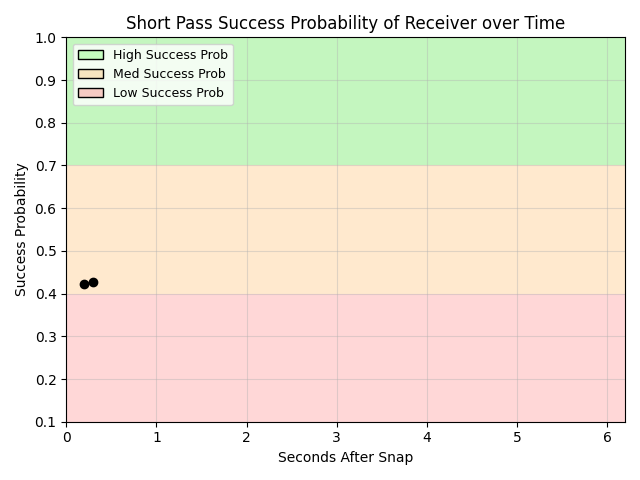 Short Pass Success Probability of Receiver over Time
High Success Prob
Med Success Prob
Low Success Prob
Success Probability
1.0
0.9
0.8
0.7
0.6
0.5
0.4
0.3
0.2
0.1
0 1 2 3 4 5 6
Seconds After Snap